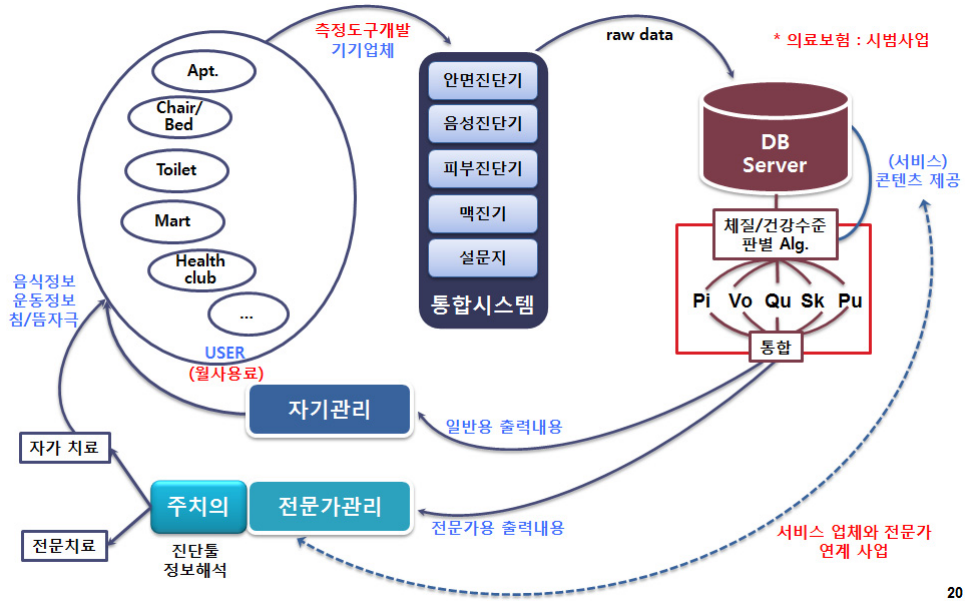 측정도구개발
기기업체
raw data
* 의료보험 : 시범사업
Apt.
Chair/
Bed
Toilet
Mart
Health
club
...
USER
(월사용료)
안면진단기
음성진단기
피부진단기
맥진기
설문지
통합시스템
DB
Server
(서비스)
콘텐츠 제공
체질/건강수준
판별 Alg.
Pi Vo Qu Sk Pu
통합
음식정보
운동정보
침/뜸자극
자기관리
일반용 출력내용
자가 치료
주치의
전문가관리
전문가용 출력내용
전문치료
진단툴
정보해석
서비스 업체와 전문가
연계 사업
20